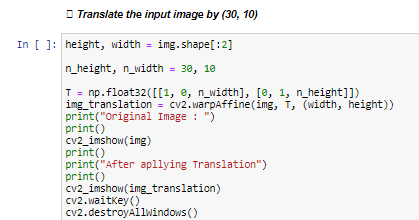 Translate the input image by (30, 10)
In [ ]: height, width = img.shape[:2]
n_height, n_width = 30, 10
T = np.float32([[1, 0, n_width], [0, 1, n_height]])
img_translation = cv2.warpAffine(img, T, (width, height))
print("Original Image : ")
print()
cv2_imshow(img)
print()
print("After apllying Translation")
print()
cv2_imshow(img_translation)
cv2.waitKey()
cv2.destroyAllWindows()